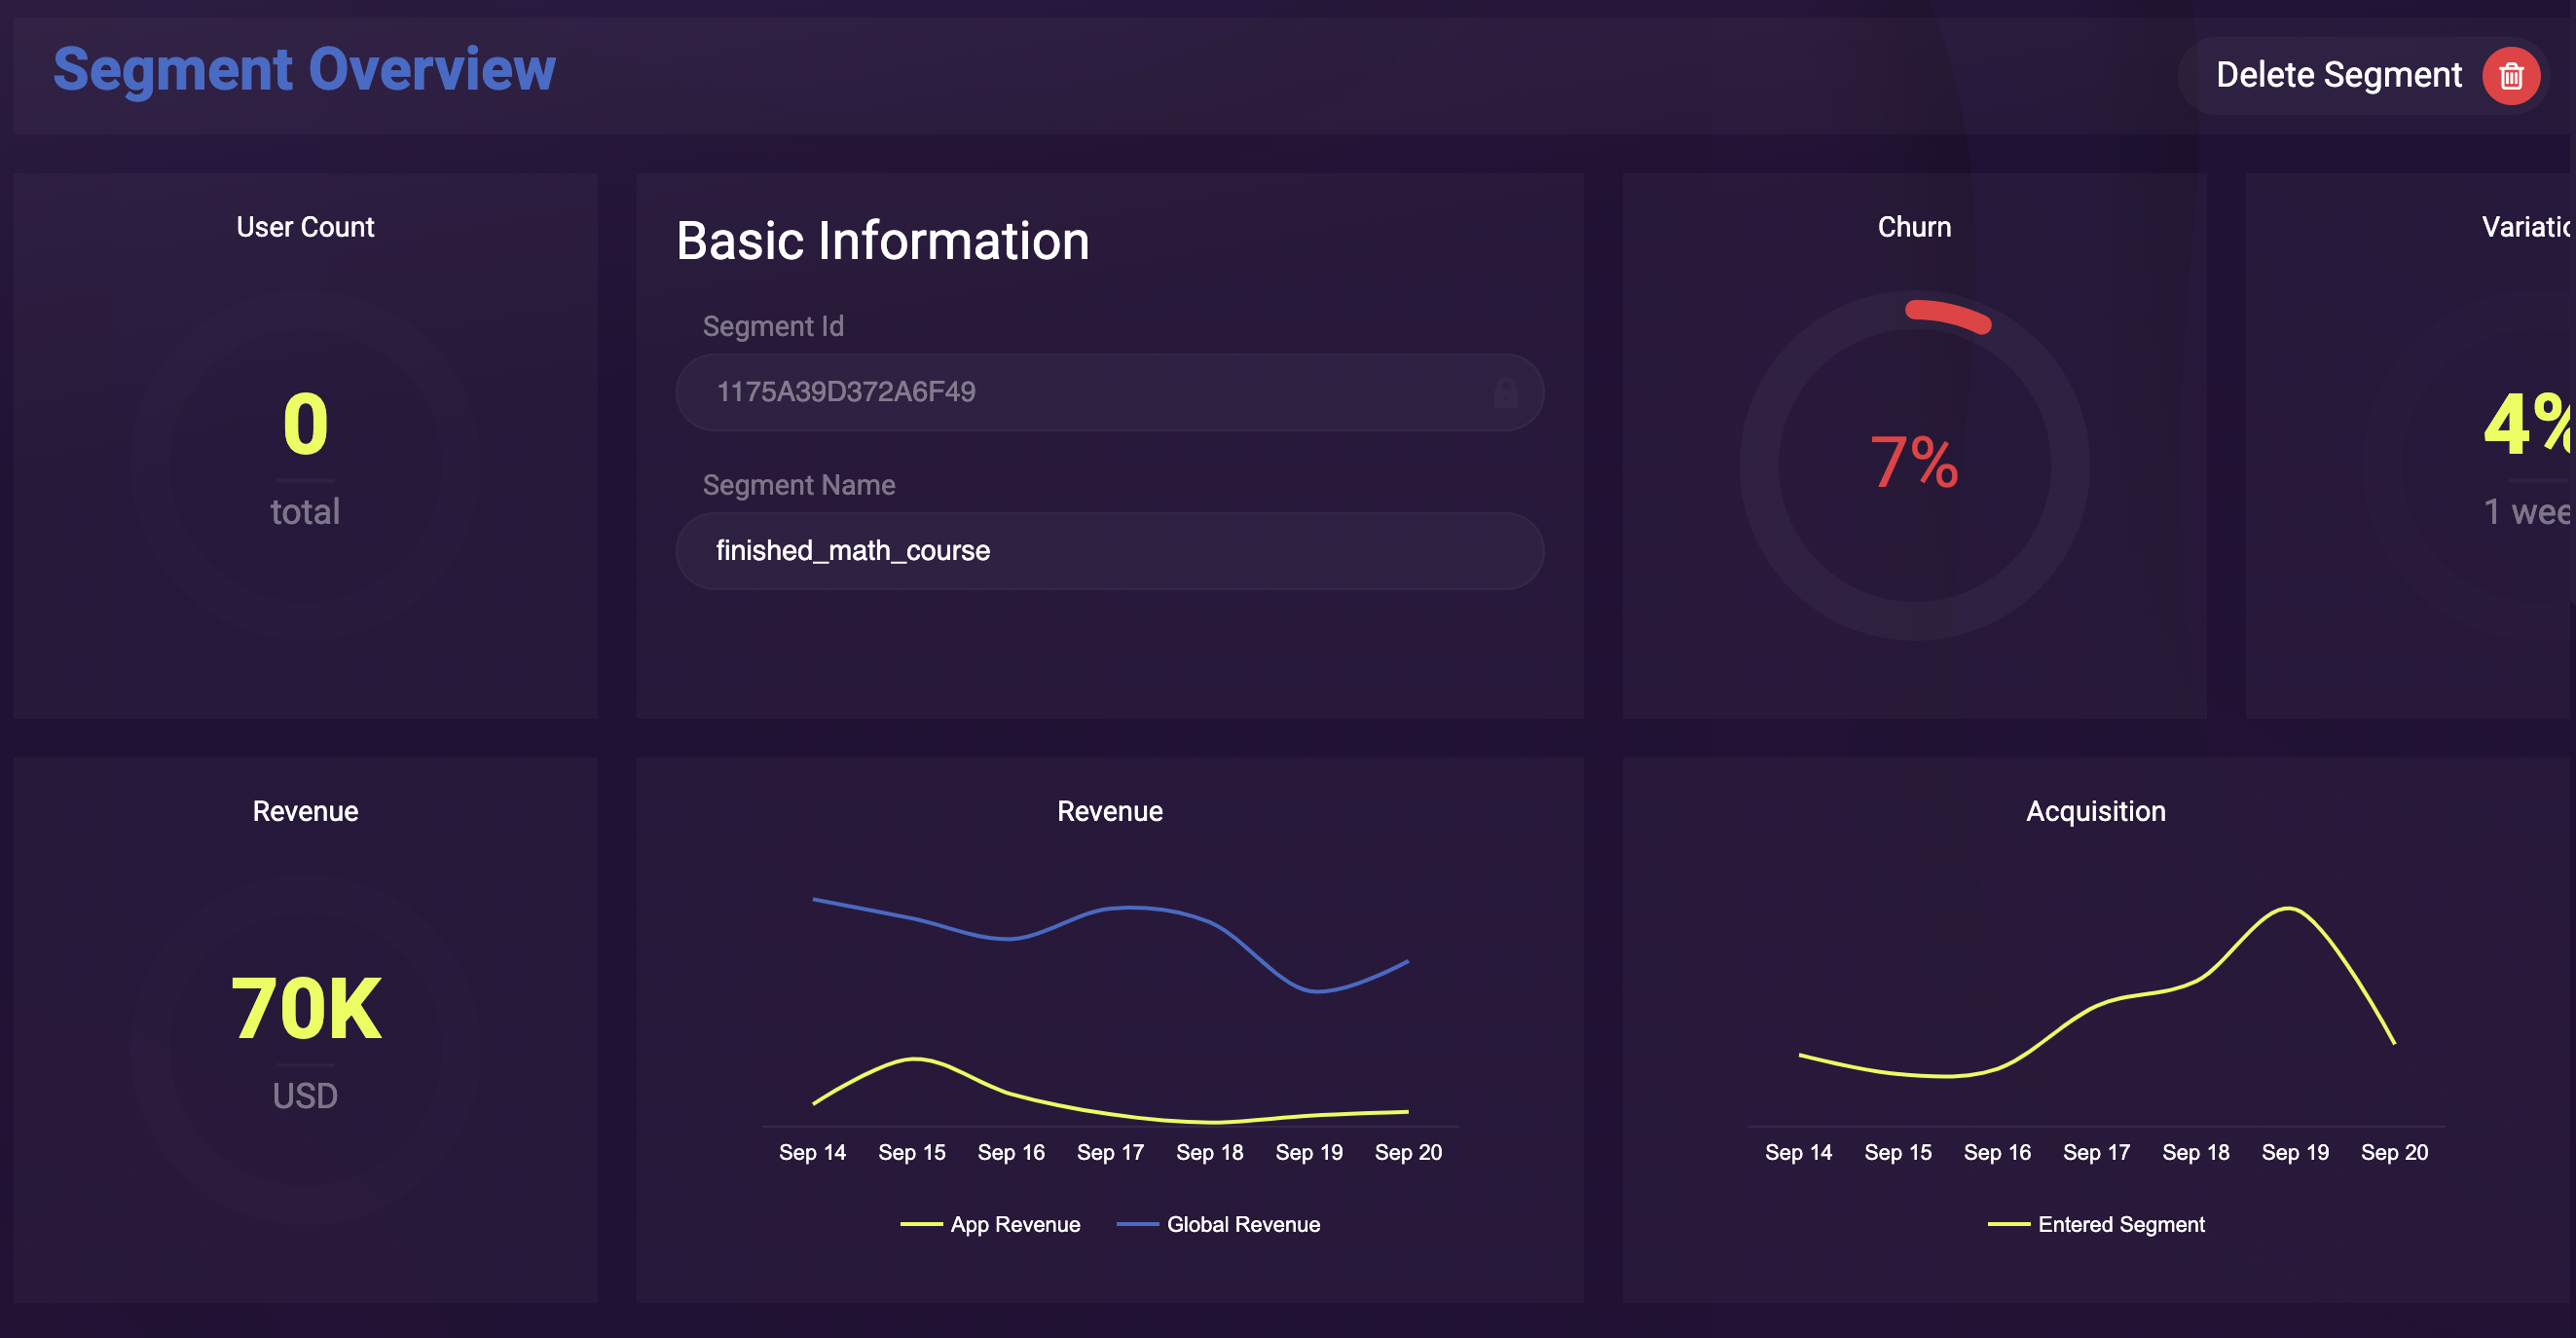 Segment Overview
Delete Segment
User Count
0
total
Basic Information
Segment Id
1175A39D372A6F49
Segment Name
finished_math_course
Churn
7%
4%
Revenue
70K
USD
Revenue
Sep 14 Sep 15 Sep 16 Sep 17 Sep 18 Sep 19 Sep 20
App Revenue Global Revenue
Acquisition
Sep 14 Sep 15 Sep 16 Sep 17 Sep 18 Sep 19 Sep 20
Entered Segment